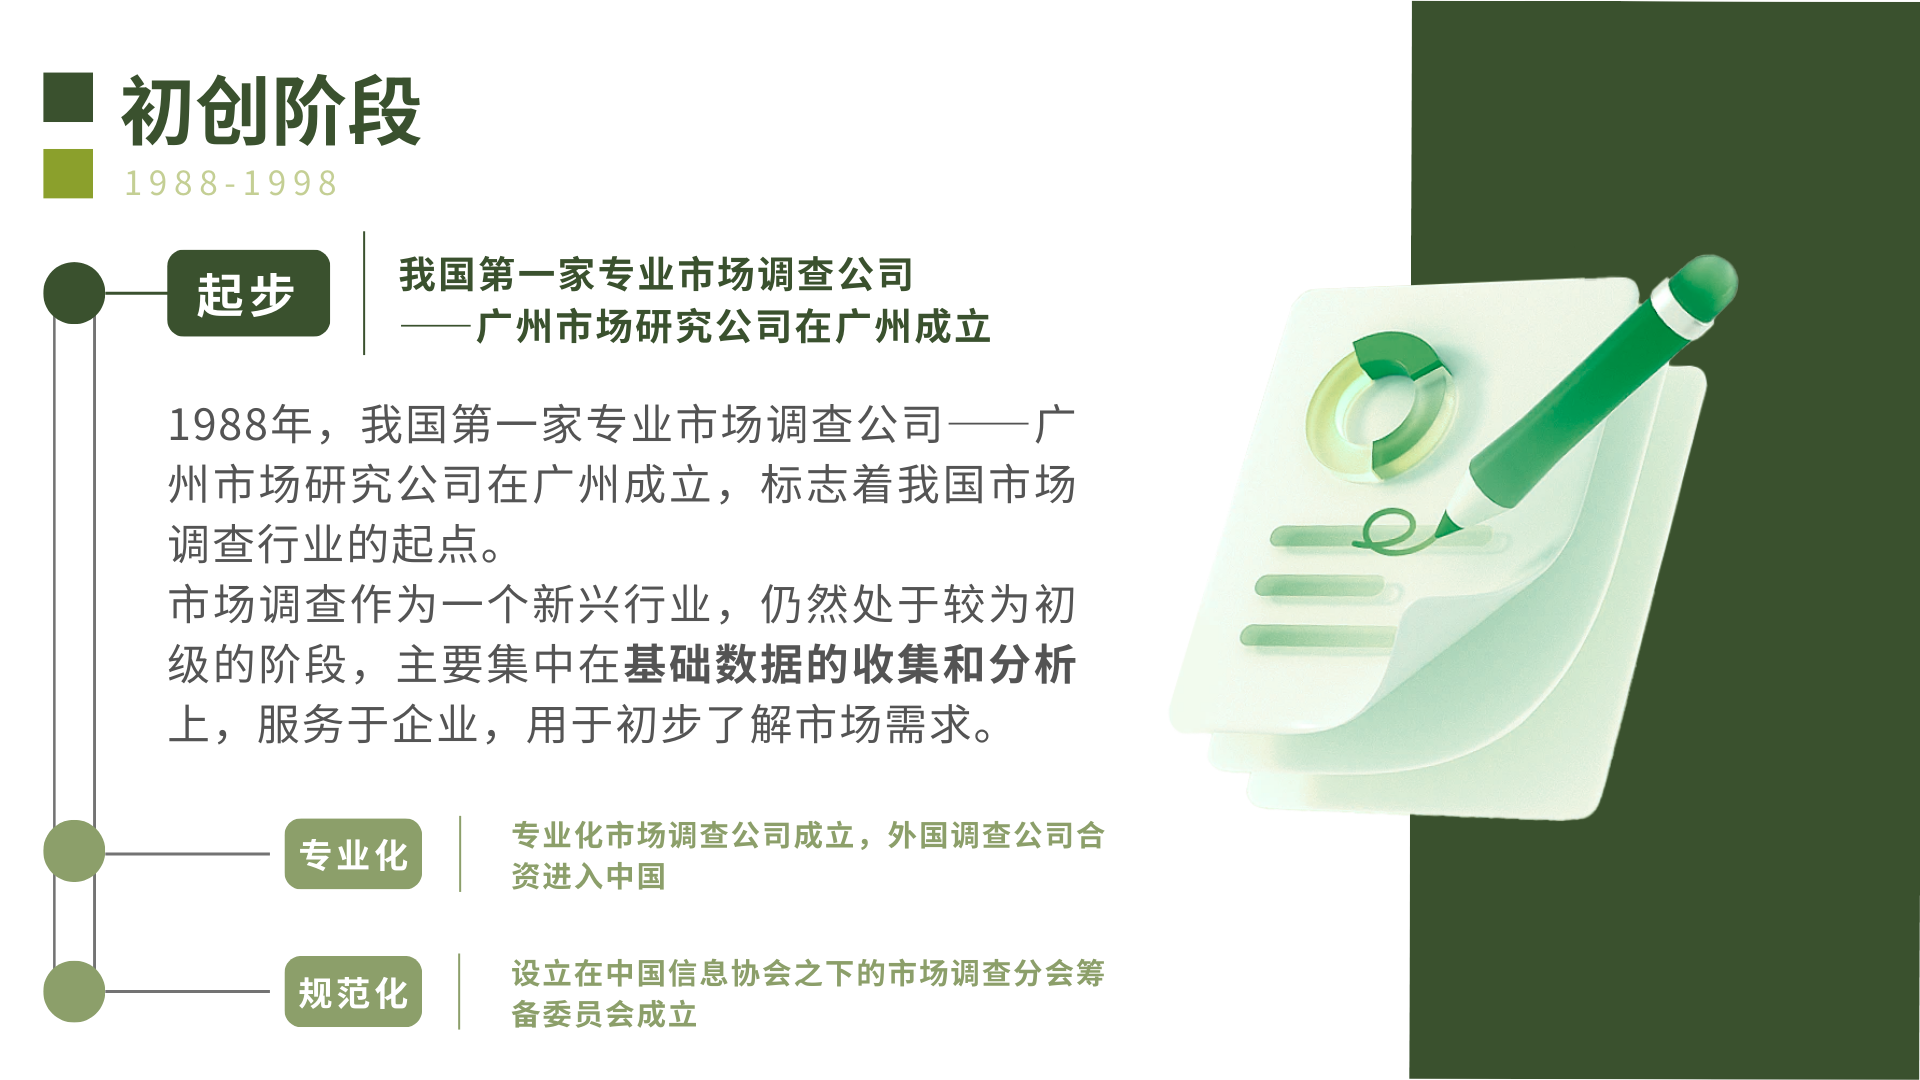 初创阶段
1988-1998
起步
我国第一家专业市场调查公司
——广州市场研究公司在广州成立
1988年，我国第一家专业市场调查公司——广
州市场研究公司在广州成立，标志着我国市场
调查行业的起点。
市场调查作为一个新兴行业，仍然处于较为初
级的阶段，主要集中在基础数据的收集和分析
上，服务于企业，用于初步了解市场需求。
专业化
专业化市场调查公司成立，外国调查公司合
资进入中国
规范化
设立在中国信息协会之下的市场调查分会筹
备委员会成立